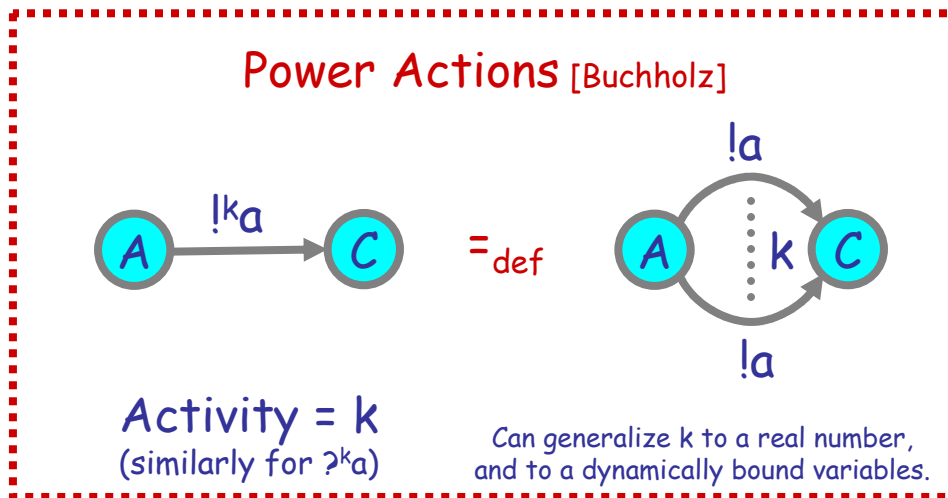 Power Actions [Buchholz]
!ᵏa
A
C
=def
!a
A
k
C
!a
Activity = k
(similarly for ?ᵏa)
Can generalize k to a real number,
and to a dynamically bound variables.